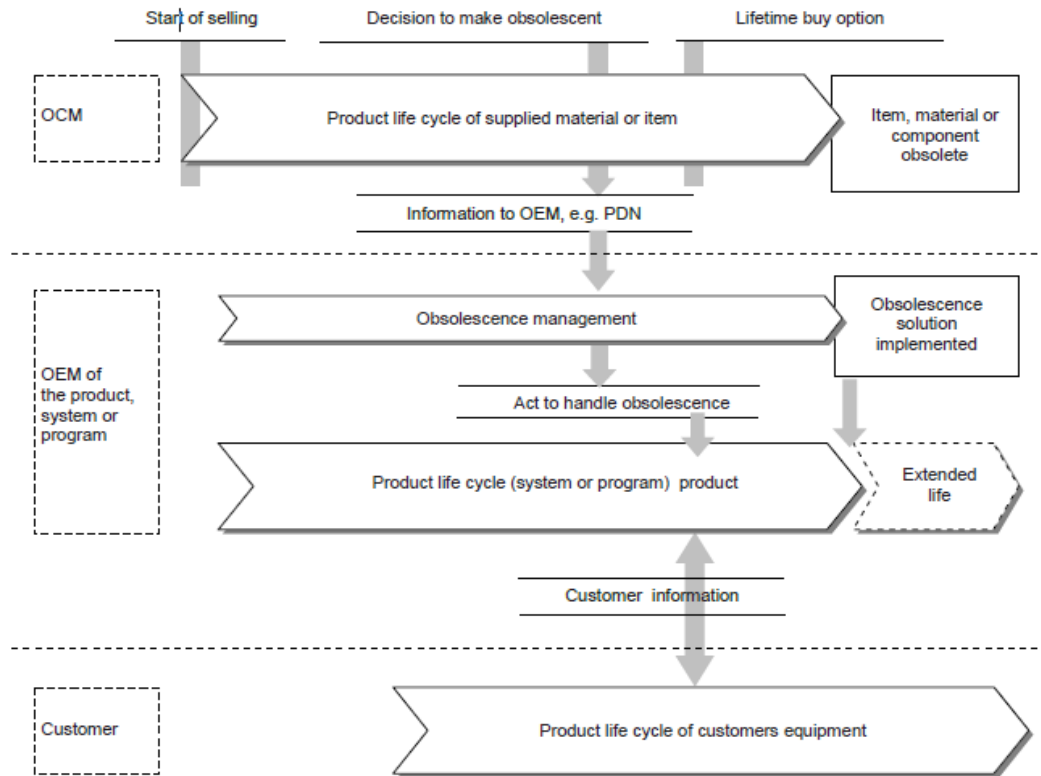 Start of selling
Decision to make obsolescent
Lifetime buy option
OCM
Product life cycle of supplied material or item
Item, material or
component
obsolete
Information to OEM, e.g. PDN
OEM of
the product,
system or
program
Obsolescence management
Obsolescence
solution
implemented
Act to handle obsolescence
Product life cycle (system or program) product
Extended
life
Customer information
Customer
Product life cycle of customers equipment